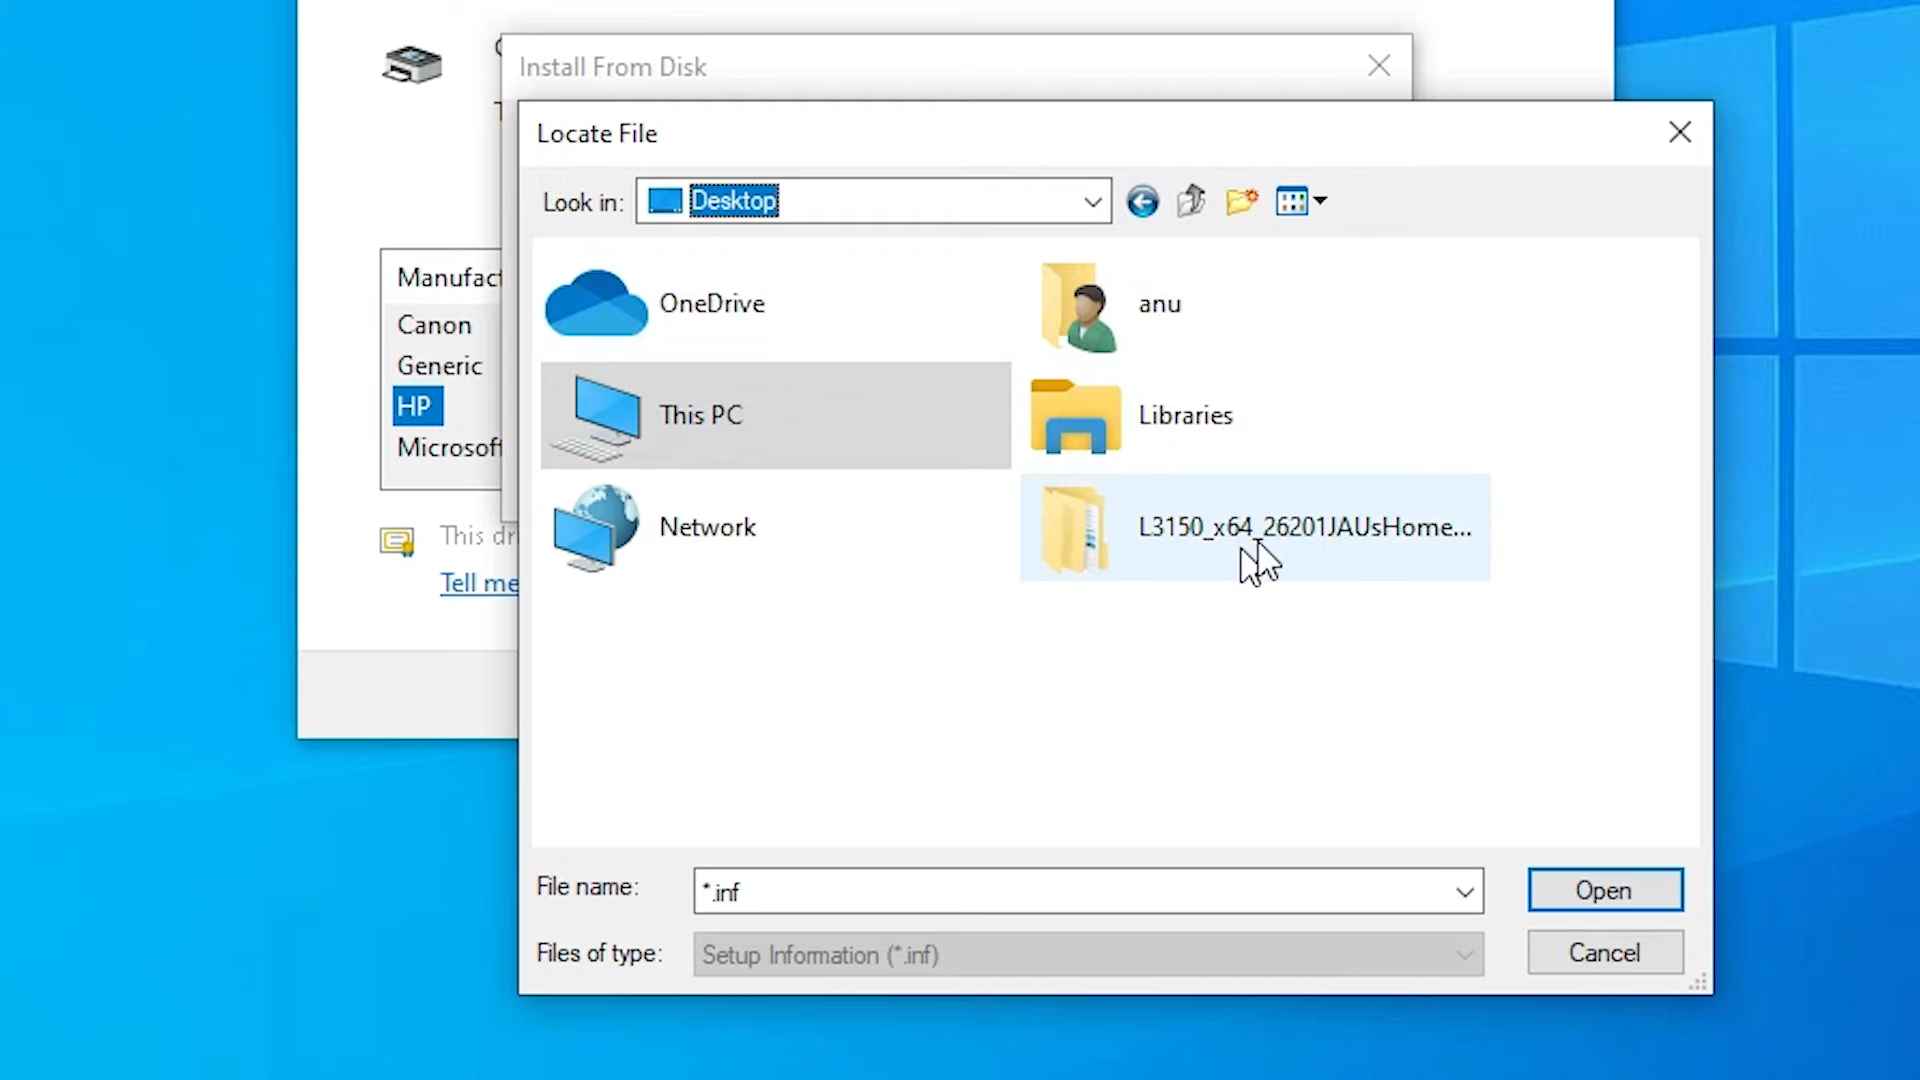 Install From Disk
Locate File
Look in: Desktop
OneDrive
anu
This PC
Libraries
Network
L3150_x64_26201JAUsHome...
Manufact
Canon
Generic
HP
Microsoft
This dri
Tell me
File name: *.inf
Open
Files of type: Setup Information (*.inf)
Cancel